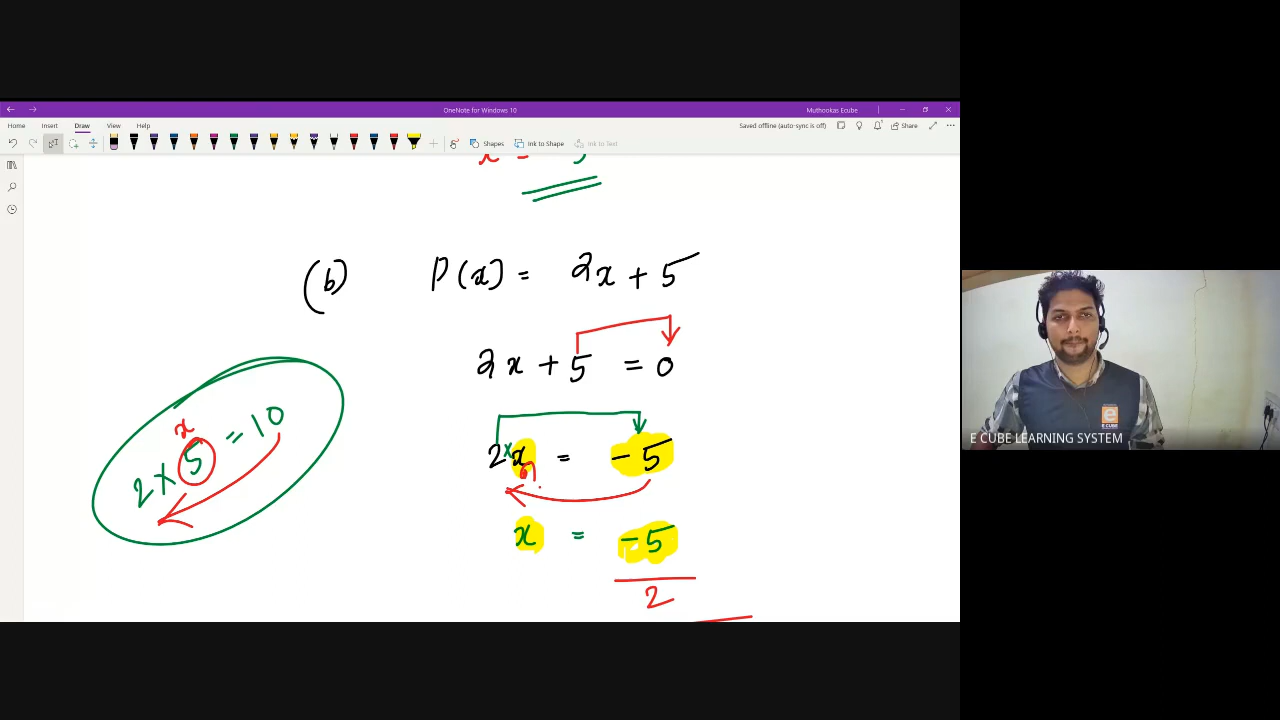 OneNote for Windows 10
Muthookas Ecube
Home Insert Draw View Help
Saved offline (auto-sync is off)
Share
Shapes Ink to Shape Ink to Text
(b) P(x) = 2x + 5
2x + 5 = 0
x
2 × 5 = 10
2 × x = -5
x = -5
2
E CUBE
E CUBE LEARNING SYSTEM